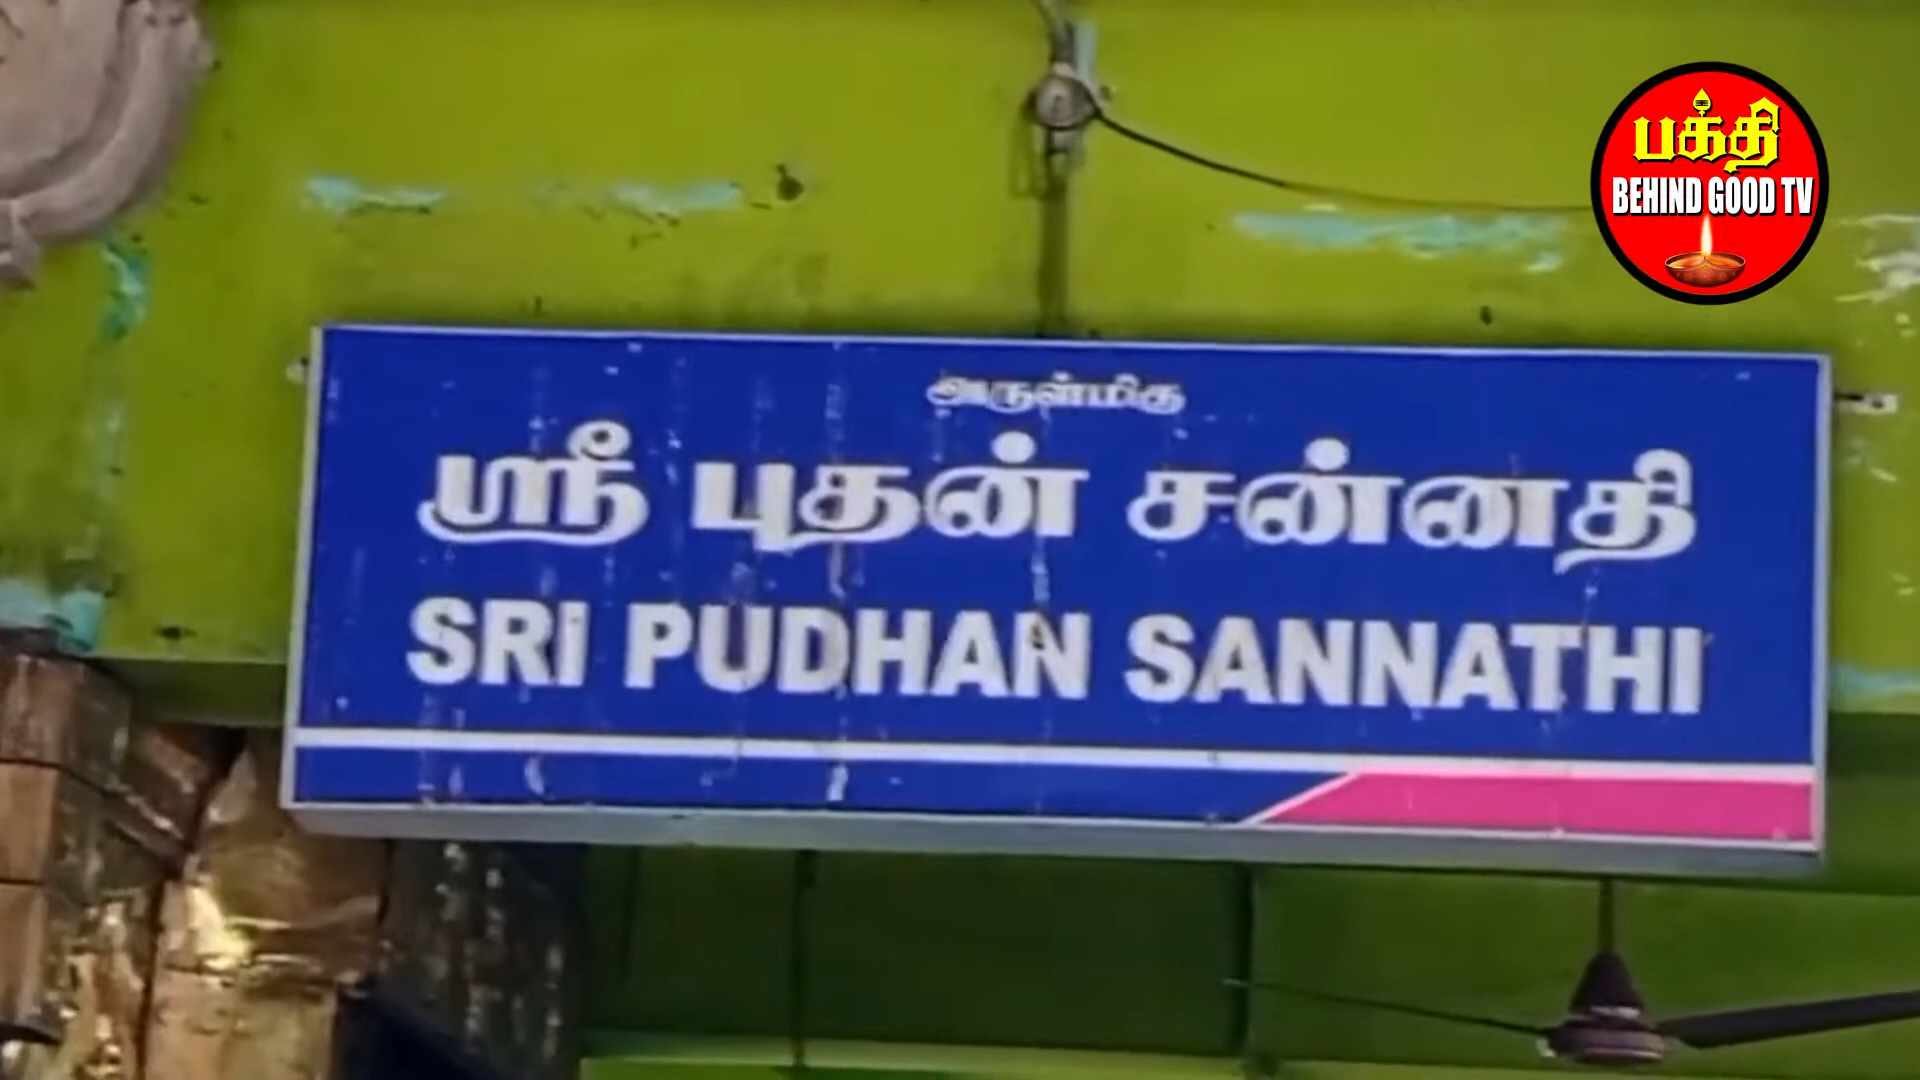 பக்தி
BEHIND GOOD TV
அருள்மிகு
ஸ்ரீ புதன் சன்னதி
SRI PUDHAN SANNATHI